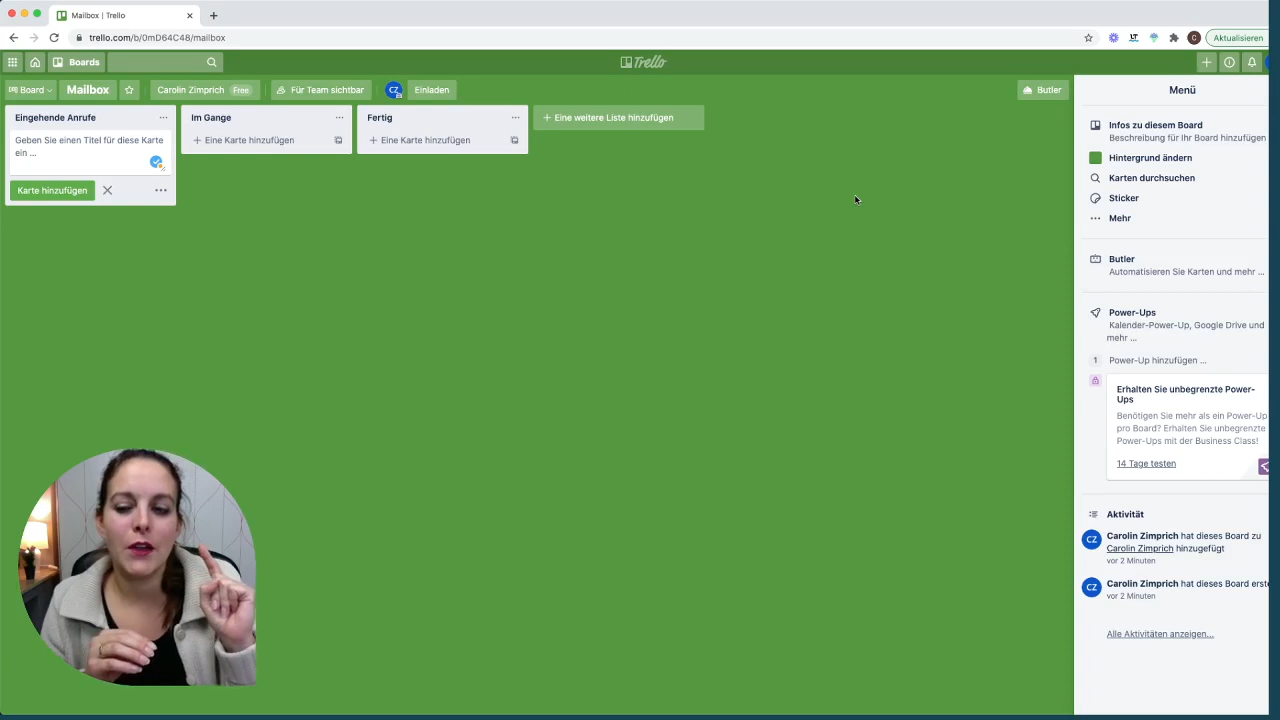 Mailbox | Trello
trello.com/b/0mD64C48/mailbox
C
Aktualisieren
Boards
Trello
Board
Mailbox
Carolin Zimprich Free
Für Team sichtbar
CZ
Einladen
Butler
Eingehende Anrufe
Geben Sie einen Titel für diese Karte
ein ...
Karte hinzufügen
Im Gange
+ Eine Karte hinzufügen
Fertig
+ Eine Karte hinzufügen
+ Eine weitere Liste hinzufügen
Menü
Infos zu diesem Board
Beschreibung für Ihr Board hinzufügen
Hintergrund ändern
Karten durchsuchen
Sticker
Mehr
Butler
Automatisieren Sie Karten und mehr ...
Power-Ups
Kalender-Power-Up, Google Drive und
mehr ...
1 Power-Up hinzufügen ...
Erhalten Sie unbegrenzte Power-
Ups
Benötigen Sie mehr als ein Power-Up
pro Board? Erhalten Sie unbegrenzte
Power-Ups mit der Business Class!
14 Tage testen
Aktivität
CZ Carolin Zimprich hat dieses Board zu
Carolin Zimprich hinzugefügt
vor 2 Minuten
CZ Carolin Zimprich hat dieses Board
vor 2 Minuten
Alle Aktivitäten anzeigen...